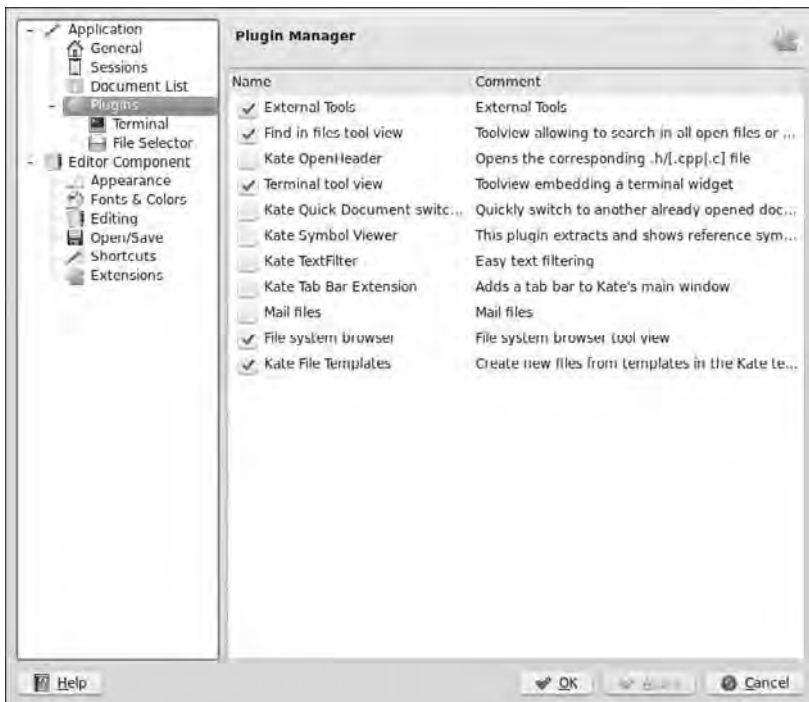 Application
General
Sessions
Document List
Plugins
Terminal
File Selector
Editor Component
Appearance
Fonts & Colors
Editing
Open/Save
Shortcuts
Extensions
Plugin Manager
Name Comment
External Tools External Tools
Find in files tool view Toolview allowing to search in all open files or ...
Kate OpenHeader Opens the corresponding .h/[.cpp|.c] file
Terminal tool view Toolview embedding a terminal widget
Kate Quick Document switc... Quickly switch to another already opened doc...
Kate Symbol Viewer This plugin extracts and shows reference sym...
Kate TextFilter Easy text filtering
Kate Tab Bar Extension Adds a tab bar to Kate's main window
Mail files Mail files
File system browser File system browser tool view
Kate File Templates Create new files from templates in the Kate te...
Help OK Cancel